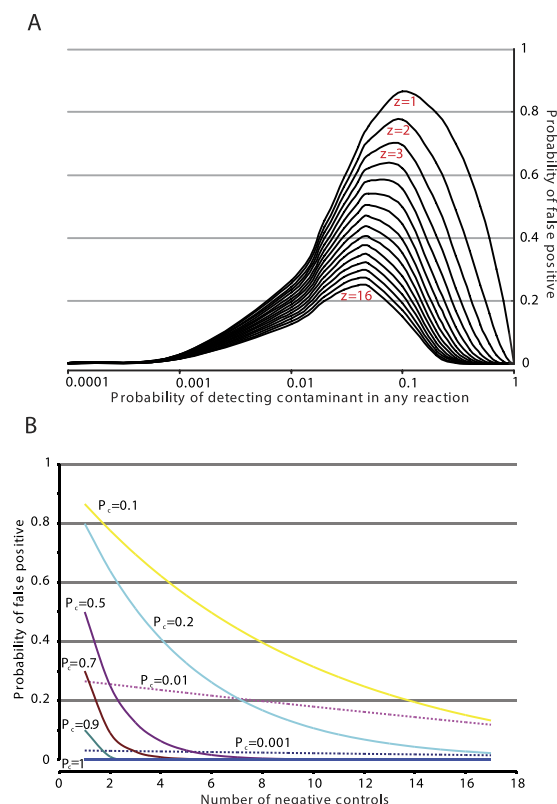 A
1
0.8
0.6
0.4
0.2
0
Probability of false positive
z=1
z=2
z=3
z=16
0.0001
0.001
0.01
0.1
1
Probability of detecting contaminant in any reaction
B
1
0.8
0.6
0.4
0.2
0
Probability of false positive
Pc=0.1
Pc=0.2
Pc=0.5
Pc=0.7
Pc=0.01
Pc=0.9
Pc=0.001
Pc=1
0
2
4
6
8
10
12
14
16
18
Number of negative controls